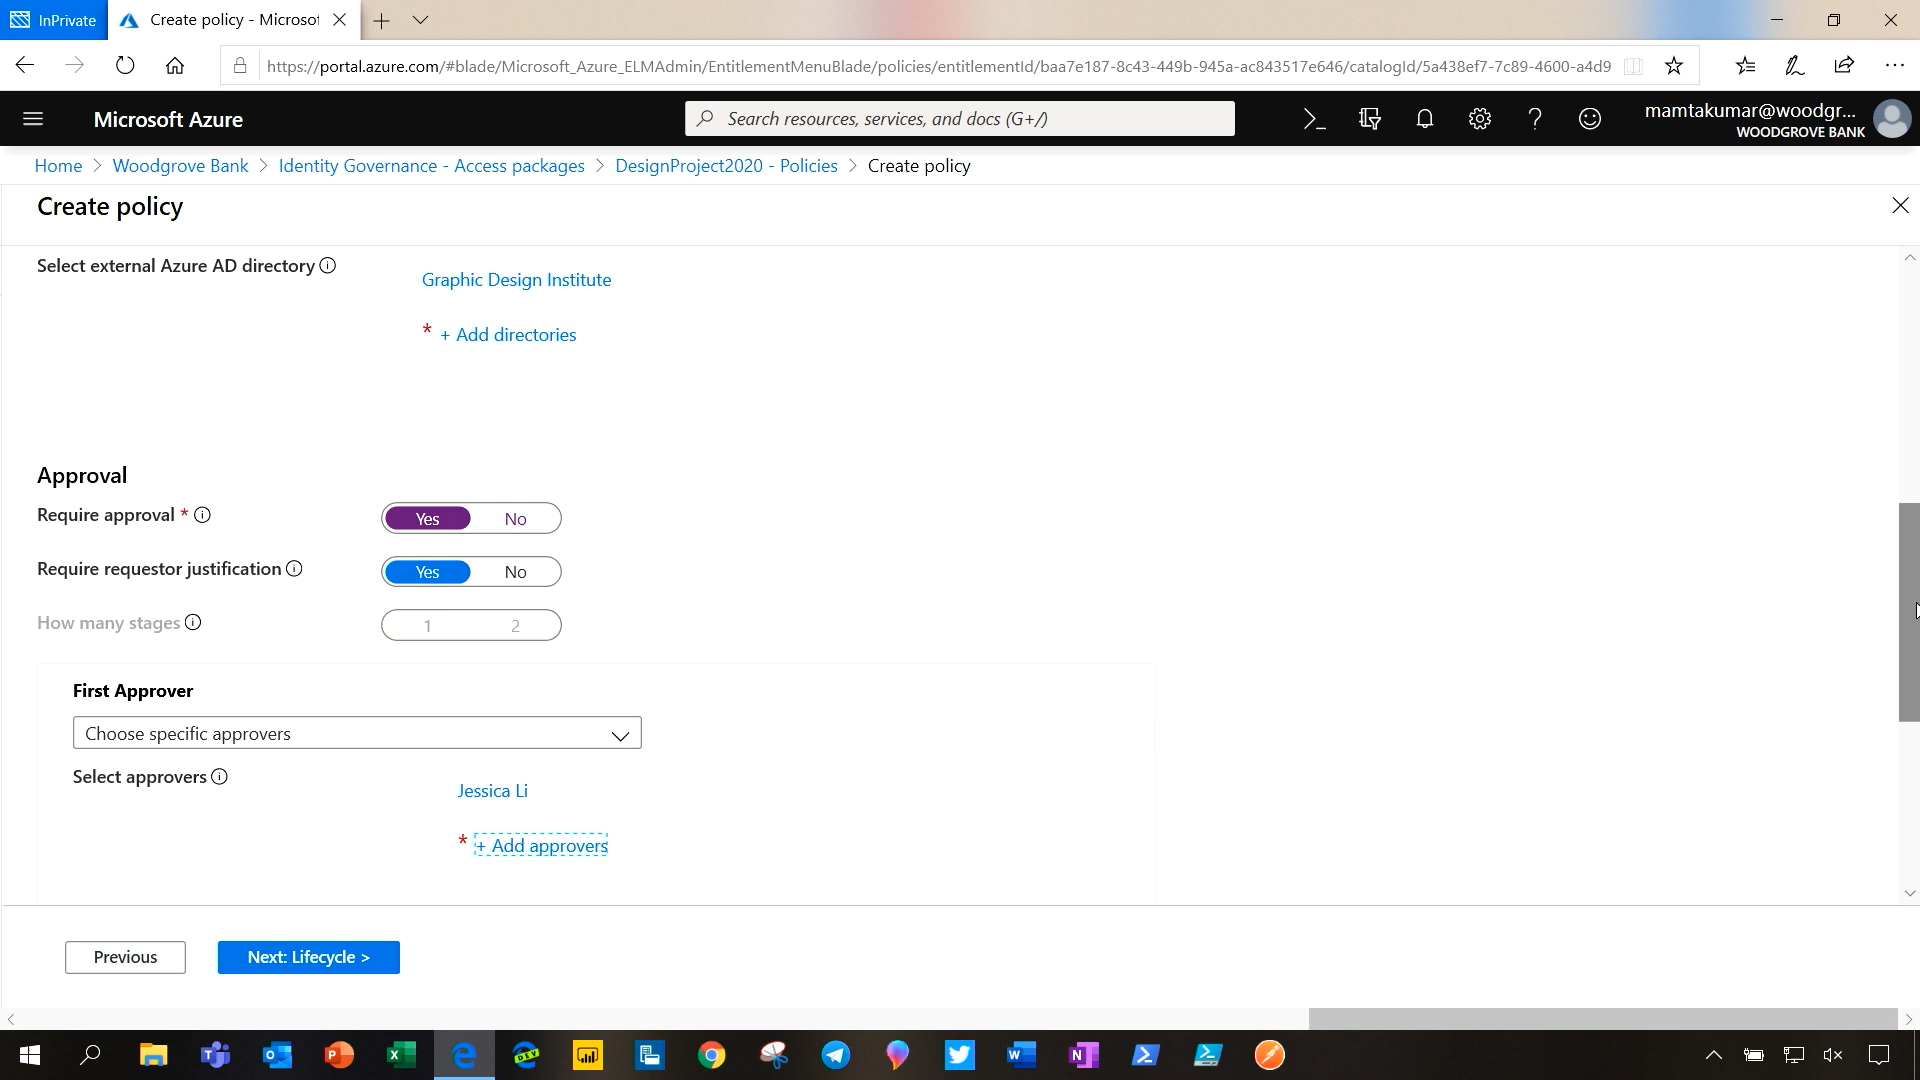 InPrivate
Create policy - Microsof
https://portal.azure.com/#blade/Microsoft_Azure_ELMAdmin/EntitlementMenuBlade/policies/entitlementId/baa7e187-8c43-449b-945a-ac843517e646/catalogId/5a438ef7-7c89-4600-a4d9
Microsoft Azure
Search resources, services, and docs (G+/)
mamtakumar@woodgr...
WOODGROVE BANK
Home > Woodgrove Bank > Identity Governance - Access packages > DesignProject2020 - Policies > Create policy
Create policy
Select external Azure AD directory
Graphic Design Institute
* + Add directories
Approval
Require approval *
Yes No
Require requestor justification
Yes No
How many stages
1 2
First Approver
Choose specific approvers
Select approvers
Jessica Li
* + Add approvers
Previous
Next: Lifecycle >
DEV